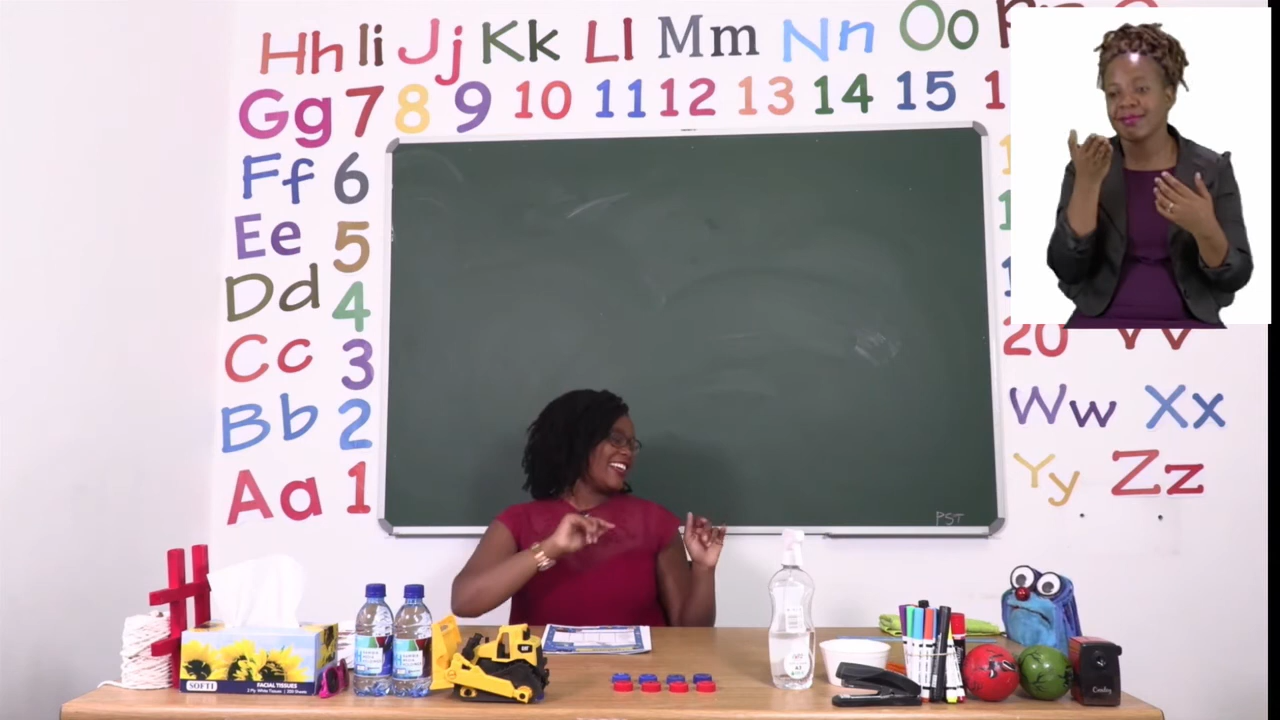 Hh Ii Jj Kk Ll Mm Nn Oo
Gg 7 8 9 10 11 12 13 14 15
Ff 6
Ee 5
Dd 4
Cc 3
Bb 2
Aa 1
20
Ww Xx
Yy Zz
PST
SOFTI
FACIAL TISSUES
CAT